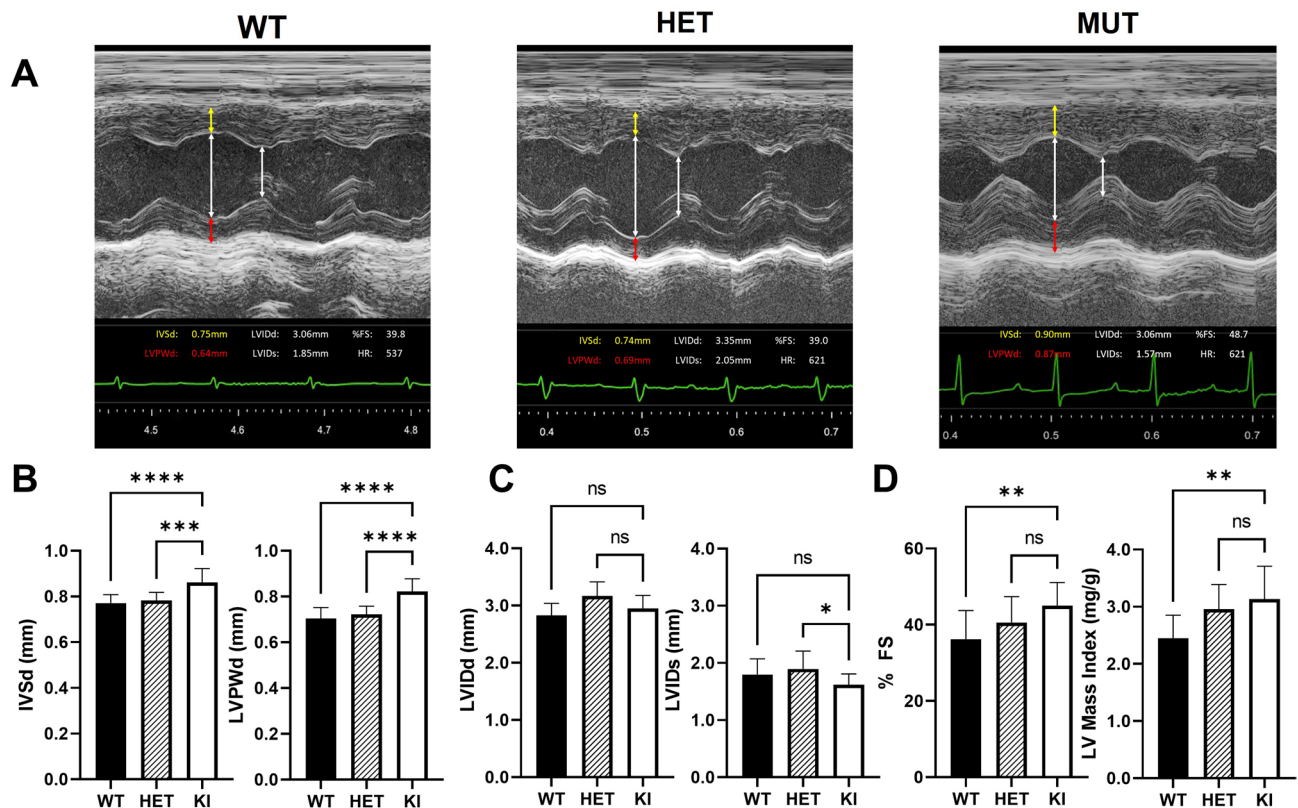 WT HET MUT
A
IVSd: 0.75mm LVIDd: 3.06mm %FS: 39.8
LVPWd: 0.64mm LVIDs: 1.85mm HR: 537
4.5 4.6 4.7 4.8
IVSd: 0.74mm LVIDd: 3.35mm %FS: 39.0
LVPWd: 0.69mm LVIDs: 2.05mm HR: 621
0.4 0.5 0.6 0.7
IVSd: 0.90mm LVIDd: 3.06mm %FS: 48.7
LVPWd: 0.87mm LVIDs: 1.57mm HR: 621
0.4 0.5 0.6 0.7
B
IVSd (mm)
****
***
1.0
0.8
0.6
0.4
0.2
0.0
WT HET KI
LVPWd (mm)
****
****
1.0
0.8
0.6
0.4
0.2
0.0
WT HET KI
C
LVIDd (mm)
ns
ns
4.0
3.0
2.0
1.0
0.0
WT HET KI
LVIDs (mm)
ns
*
4.0
3.0
2.0
1.0
0.0
WT HET KI
D
% FS
**
ns
60
40
20
0
WT HET KI
LV Mass Index (mg/g)
**
ns
4.0
3.0
2.0
1.0
0.0
WT HET KI